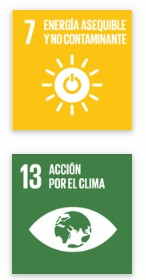 7 ENERGÍA ASEQUIBLE
Y NO CONTAMINANTE
13 ACCIÓN
POR EL CLIMA